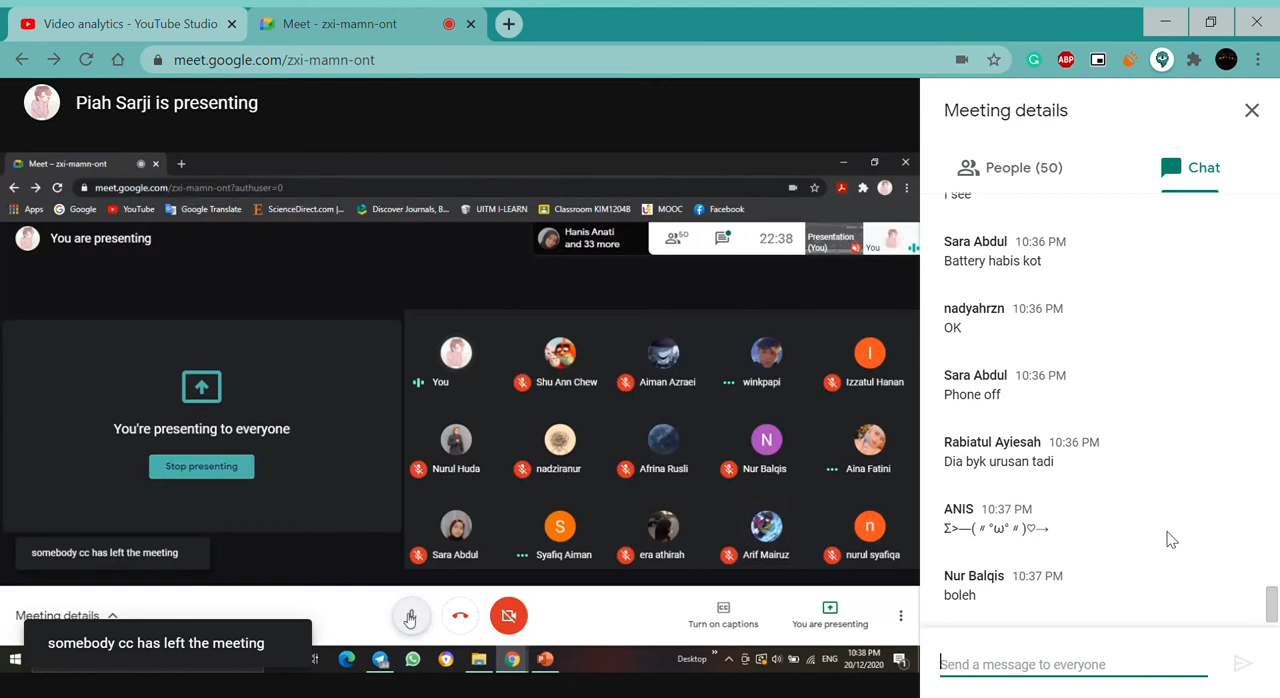 Video analytics - YouTube Studio
Meet - zxi-mamn-ont
meet.google.com/zxi-mamn-ont
ABP
Piah Sarji is presenting
Meet – zxi-mamn-ont
meet.google.com/zxi-mamn-ont?authuser=0
Apps Google YouTube Google Translate ScienceDirect.com |... Discover Journals, B... UITM I-LEARN Classroom KIM12048 MOOC Facebook
You are presenting
Hanis Anati
and 33 more
50
22:38
Presentation
(You)
You
You're presenting to everyone
Stop presenting
You
Shu Ann Chew
Aiman Azraei
winkpapi
I
Izzatul Hanan
Nurul Huda
nadziranur
Afrina Rusli
N
Nur Balqis
Aina Fatini
Sara Abdul
S
Syafiq Aiman
era athirah
Arif Mairuz
n
nurul syafiqa
somebody cc has left the meeting
Meeting details
Turn on captions
You are presenting
somebody cc has left the meeting
Desktop
ENG
10:38 PM
20/12/2020
1
Meeting details
People (50)
Chat
I see
Sara Abdul 10:36 PM
Battery habis kot
nadyahrzn 10:36 PM
OK
Sara Abdul 10:36 PM
Phone off
Rabiatul Ayiesah 10:36 PM
Dia byk urusan tadi
ANIS 10:37 PM
Σ>―(〃°ω°〃)♡→
Nur Balqis 10:37 PM
boleh
Send a message to everyone